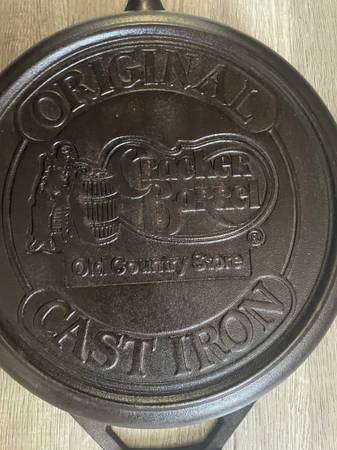 ORIGINAL
Cracker
Barrel
®
Old Country Store
CAST IRON